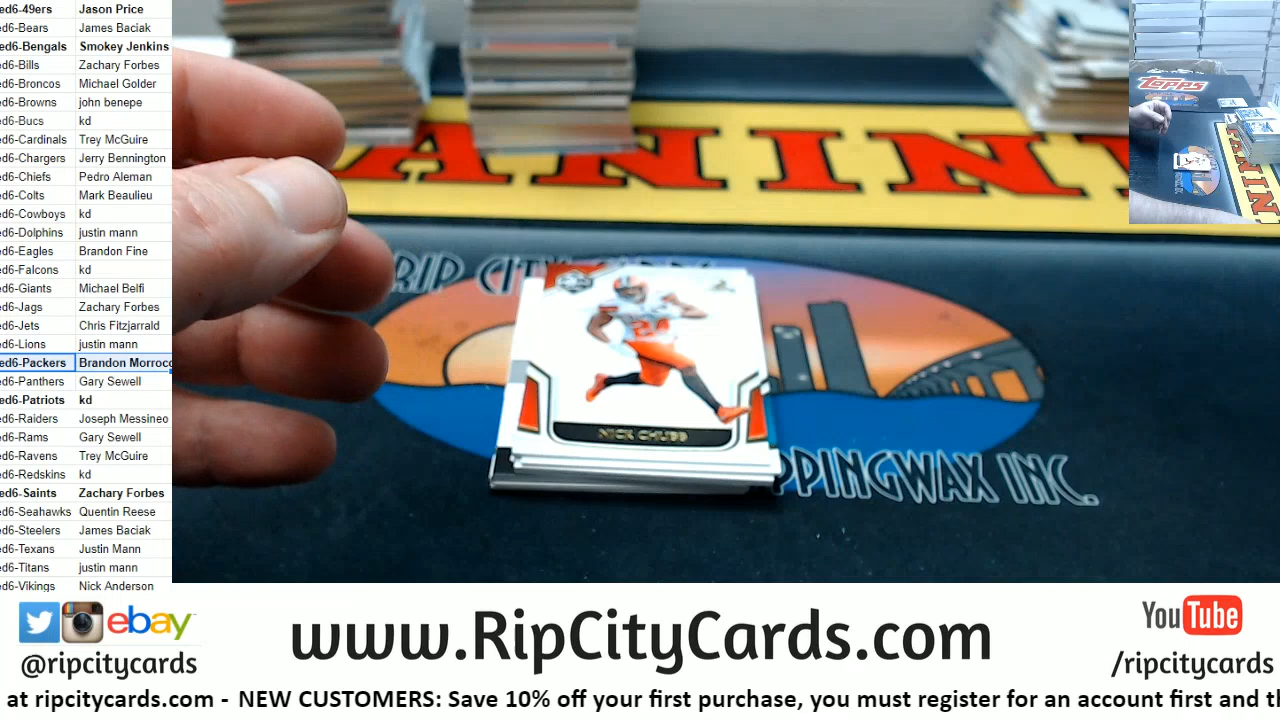 ed6-49ers Jason Price
ed6-Bears James Baciak
ed6-Bengals Smokey Jenkins
ed6-Bills Zachary Forbes
ed6-Broncos Michael Golder
ed6-Browns john benepe
ed6-Bucs kd
ed6-Cardinals Trey McGuire
ed6-Chargers Jerry Bennington
ed6-Chiefs Pedro Aleman
ed6-Colts Mark Beaulieu
ed6-Cowboys kd
ed6-Dolphins justin mann
ed6-Eagles Brandon Fine
ed6-Falcons kd
ed6-Giants Michael Belfi
ed6-Jags Zachary Forbes
ed6-Jets Chris Fitzjarrald
ed6-Lions justin mann
ed6-Packers Brandon Morrocc
ed6-Panthers Gary Sewell
ed6-Patriots kd
ed6-Raiders Joseph Messineo
ed6-Rams Gary Sewell
ed6-Ravens Trey McGuire
ed6-Redskins kd
ed6-Saints Zachary Forbes
ed6-Seahawks Quentin Reese
ed6-Steelers James Baciak
ed6-Texans Justin Mann
ed6-Titans justin mann
ed6-Vikings Nick Anderson
ANINI
Topps
ANINI
RIP CITY
24
NICK CHUBB
PPINGWAX INC.
ebay
@ripcitycards
www.RipCityCards.com
YouTube
/ripcitycards
at ripcitycards.com - NEW CUSTOMERS: Save 10% off your first purchase, you must register for an account first and th